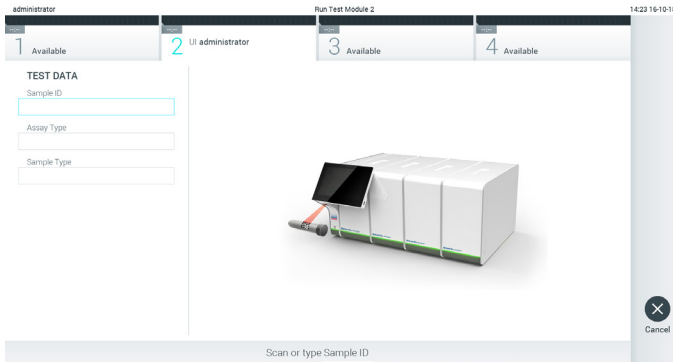 administrator
Run Test Module 2
14:23 16-10-18
1 Available
2 UI administrator
3 Available
4 Available
TEST DATA
Sample ID
Assay Type
Sample Type
Cancel
Scan or type Sample ID